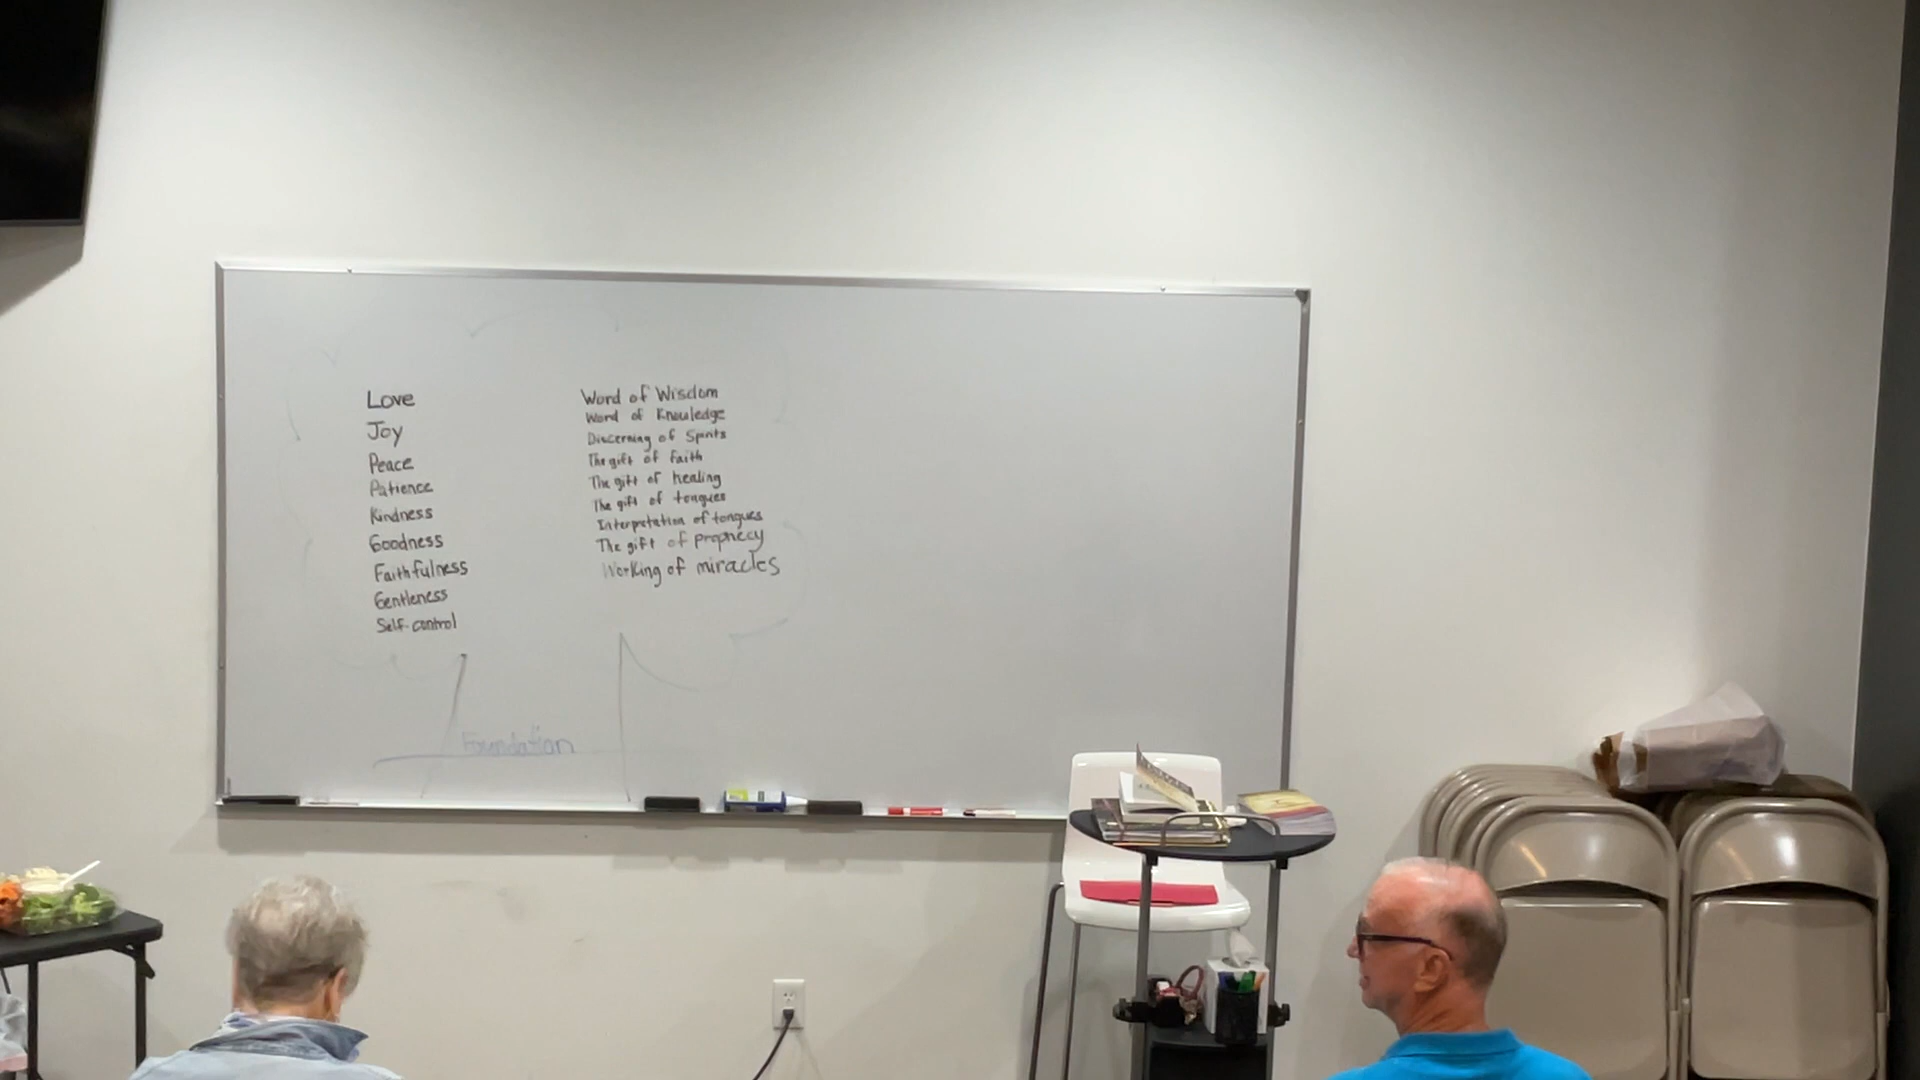 Love
Joy
Peace
Patience
Kindness
Goodness
Faithfulness
Gentleness
Self-control
Word of Wisdom
Word of Knowledge
Discerning of Spirits
The gift of faith
The gift of healing
The gift of tongues
Interpretation of tongues
The gift of prophecy
Working of miracles
Foundation